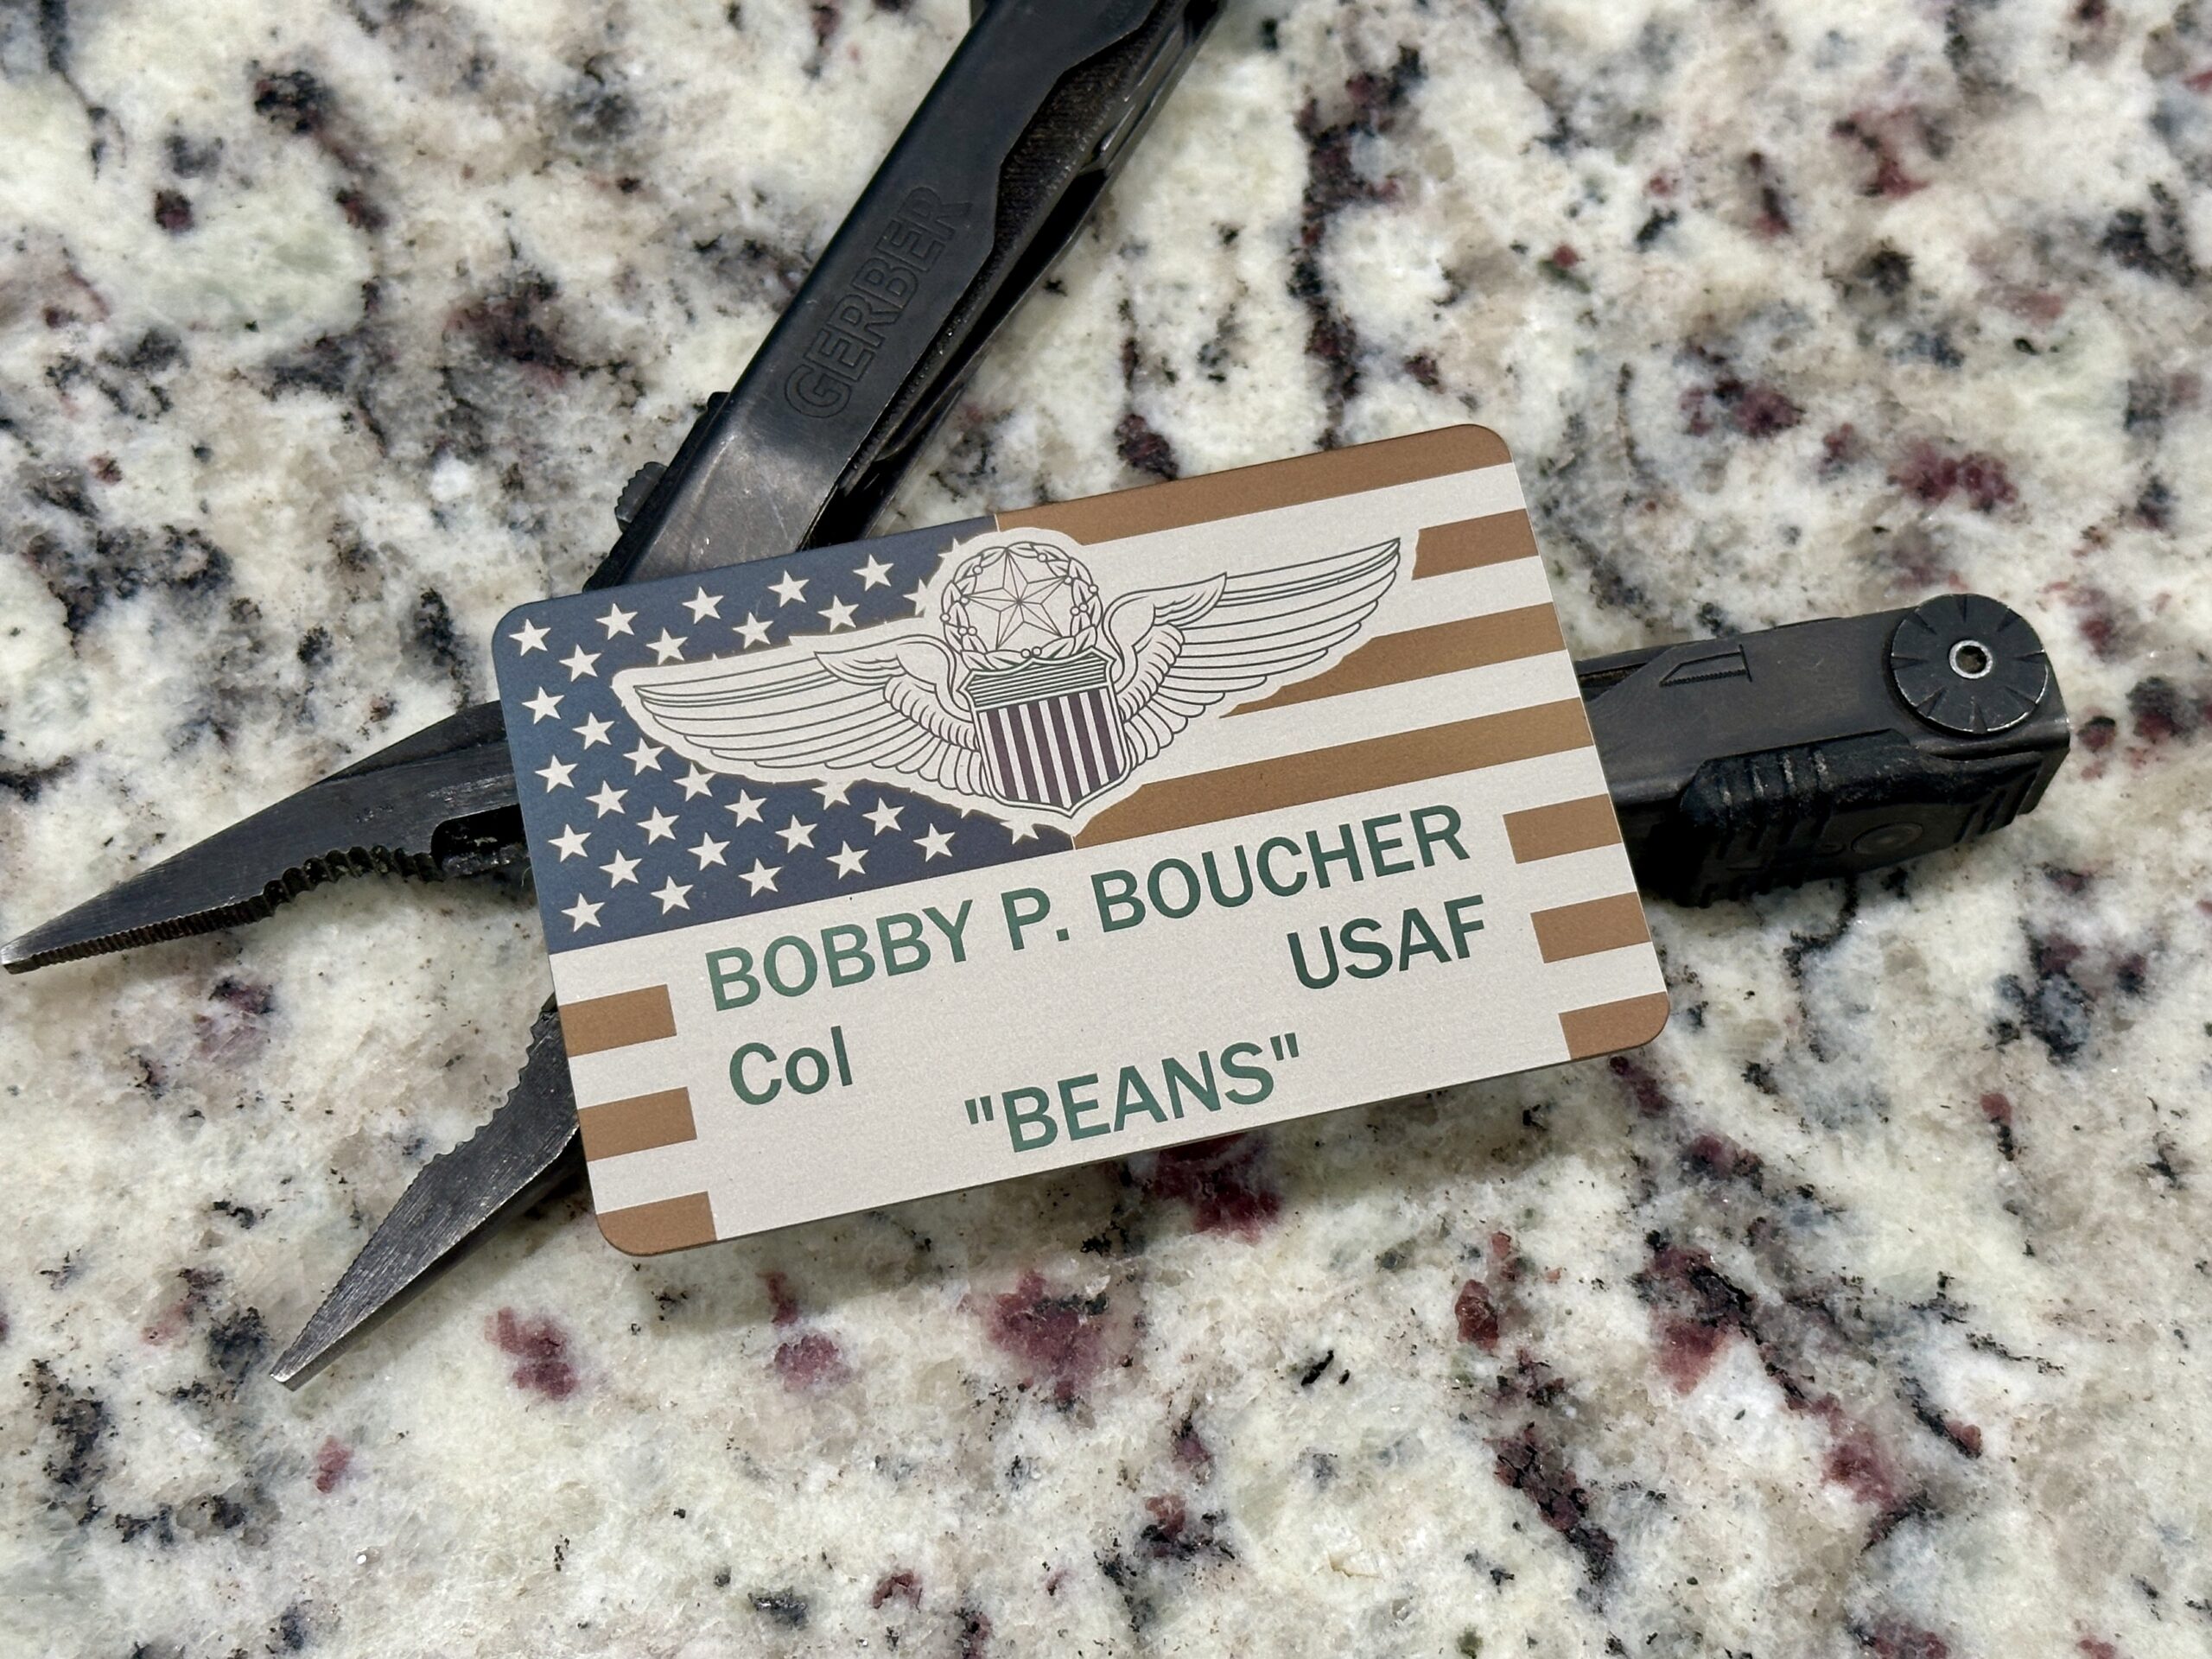 GERBER
BOBBY P. BOUCHER
USAF
Col
"BEANS"